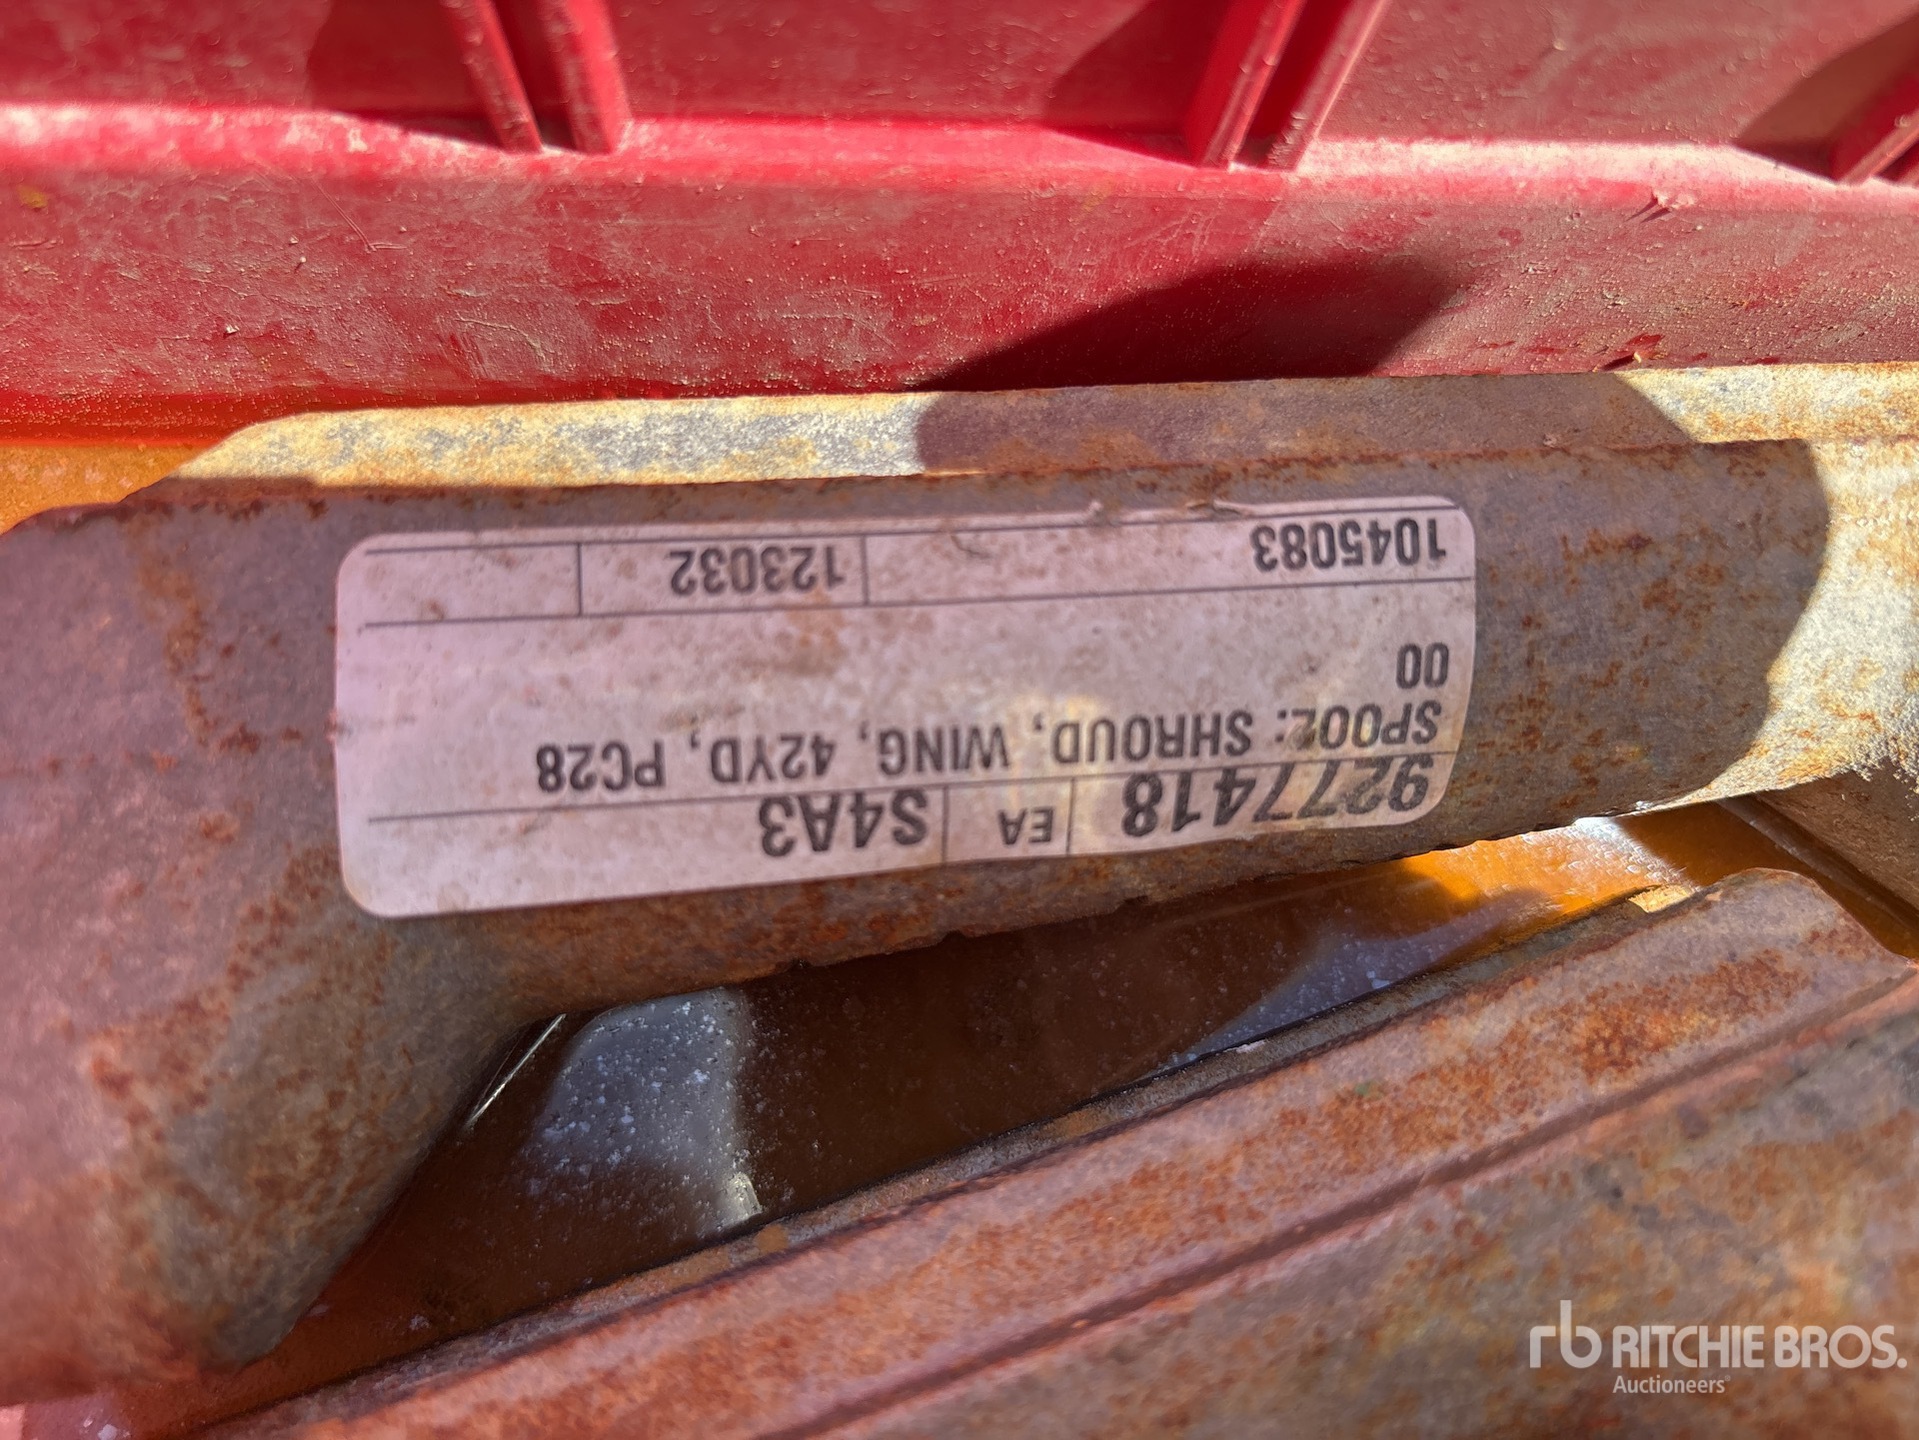 9277418 EA S4A3
SP002: SHROUD, WING, 42YD, PC28
00
1045083 123032
rb RITCHIE BROS.
Auctioneers